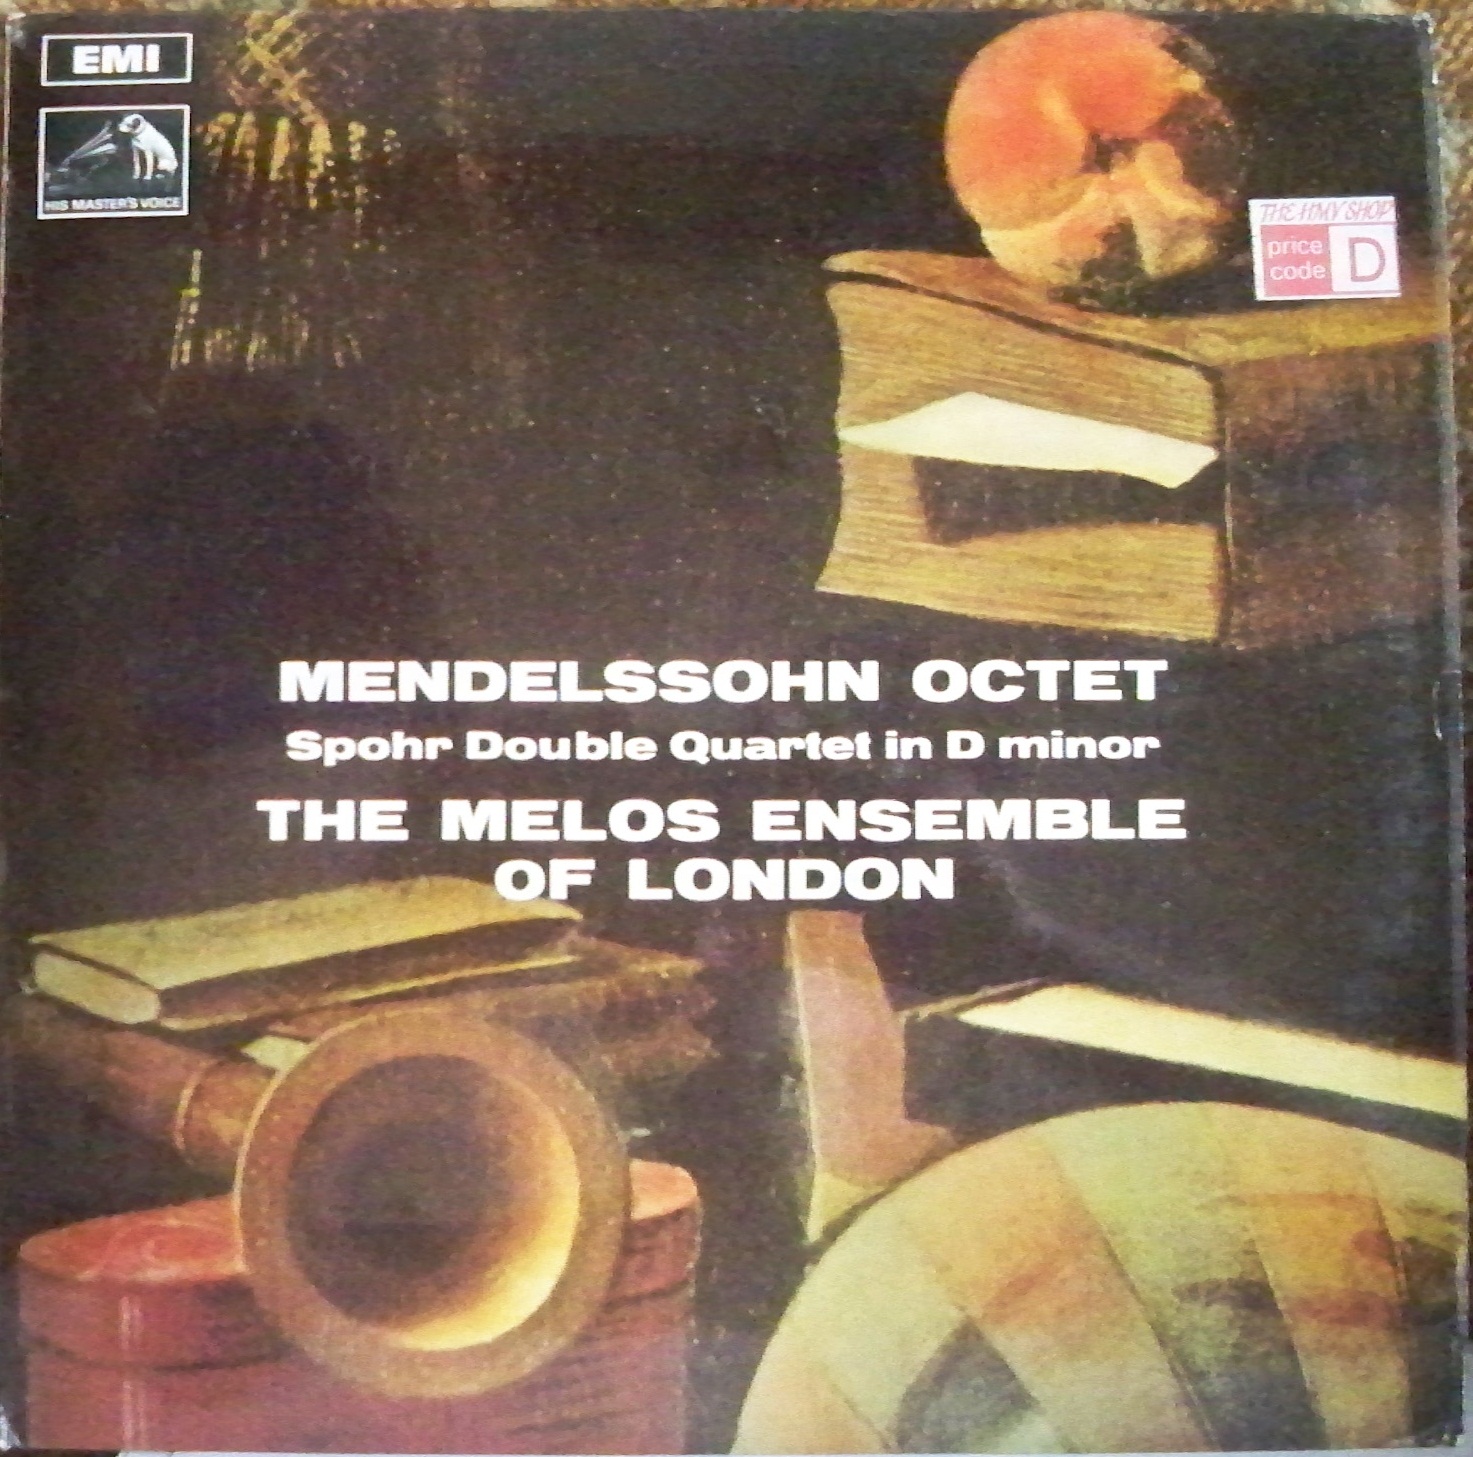 EMI
HIS MASTER'S VOICE
THE HMV SHOP
price
code D
MENDELSSOHN OCTET
Spohr Double Quartet in D minor
THE MELOS ENSEMBLE
OF LONDON